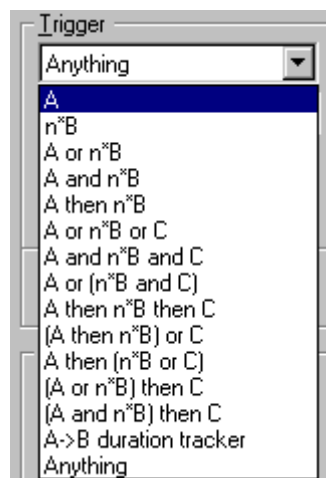 Trigger
Anything
A
n*B
A or n*B
A and n*B
A then n*B
A or n*B or C
A and n*B and C
A or (n*B and C)
A then n*B then C
(A then n*B) or C
A then (n*B or C)
(A or n*B) then C
(A and n*B) then C
A->B duration tracker
Anything